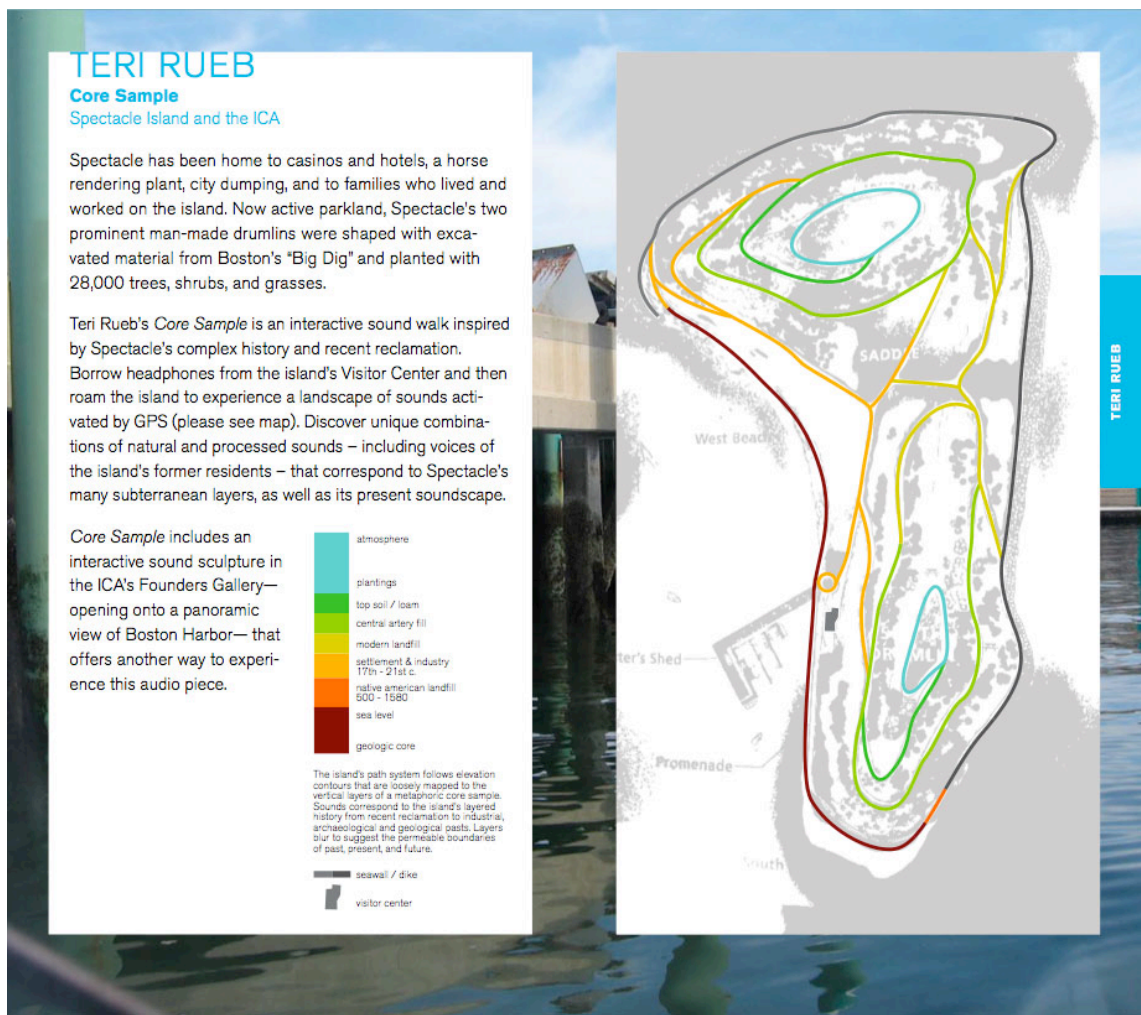 TERI RUEB
Core Sample
Spectacle Island and the ICA
Spectacle has been home to casinos and hotels, a horse
rendering plant, city dumping, and to families who lived and
worked on the island. Now active parkland, Spectacle's two
prominent man-made drumlins were shaped with exca-
vated material from Boston's "Big Dig" and planted with
28,000 trees, shrubs, and grasses.
Teri Rueb's Core Sample is an interactive sound walk inspired
by Spectacle's complex history and recent reclamation.
Borrow headphones from the island's Visitor Center and then
roam the island to experience a landscape of sounds acti-
vated by GPS (please see map). Discover unique combina-
tions of natural and processed sounds – including voices of
the island's former residents – that correspond to Spectacle's
many subterranean layers, as well as its present soundscape.
Core Sample includes an
interactive sound sculpture in
the ICA's Founders Gallery—
opening onto a panoramic
view of Boston Harbor— that
offers another way to experi-
ence this audio piece.
atmosphere
plantings
top soil / loam
central artery fill
modern landfill
settlement & industry
17th - 21st c.
native american landfill
500 - 1580
sea level
geologic core
The island's path system follows elevation
contours that are loosely mapped to the
vertical layers of a metaphoric core sample.
Sounds correspond to the island's layered
history from recent reclamation to industrial,
archaeological and geological pasts. Layers
blur to suggest the permeable boundaries
of past, present, and future.
seawall / dike
visitor center
SADDLE
West Beach
ter's Shed
DRUMLIN
Promenade
South
TERI RUEB